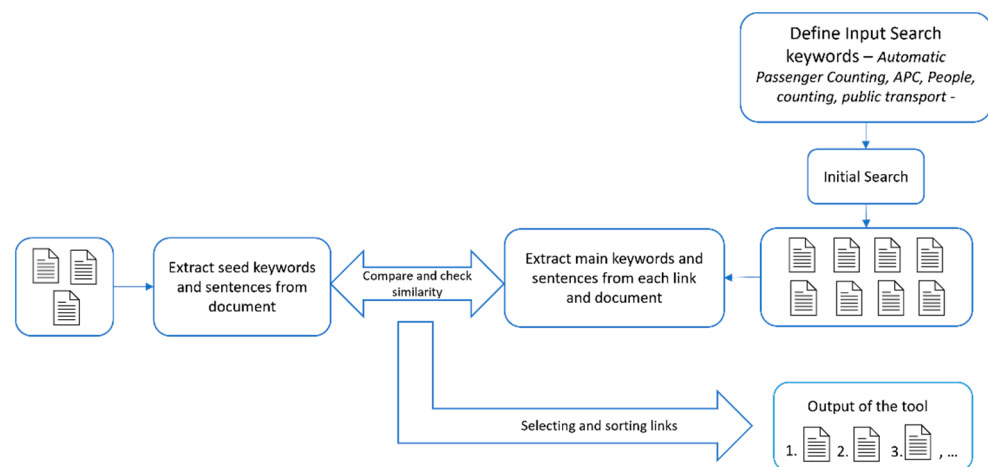 Define Input Search
keywords – Automatic
Passenger Counting, APC, People,
counting, public transport -
Initial Search
Extract seed keywords
and sentences from
document
Compare and check
similarity
Extract main keywords and
sentences from each link
and document
Selecting and sorting links
Output of the tool
1. 2. 3. , ...